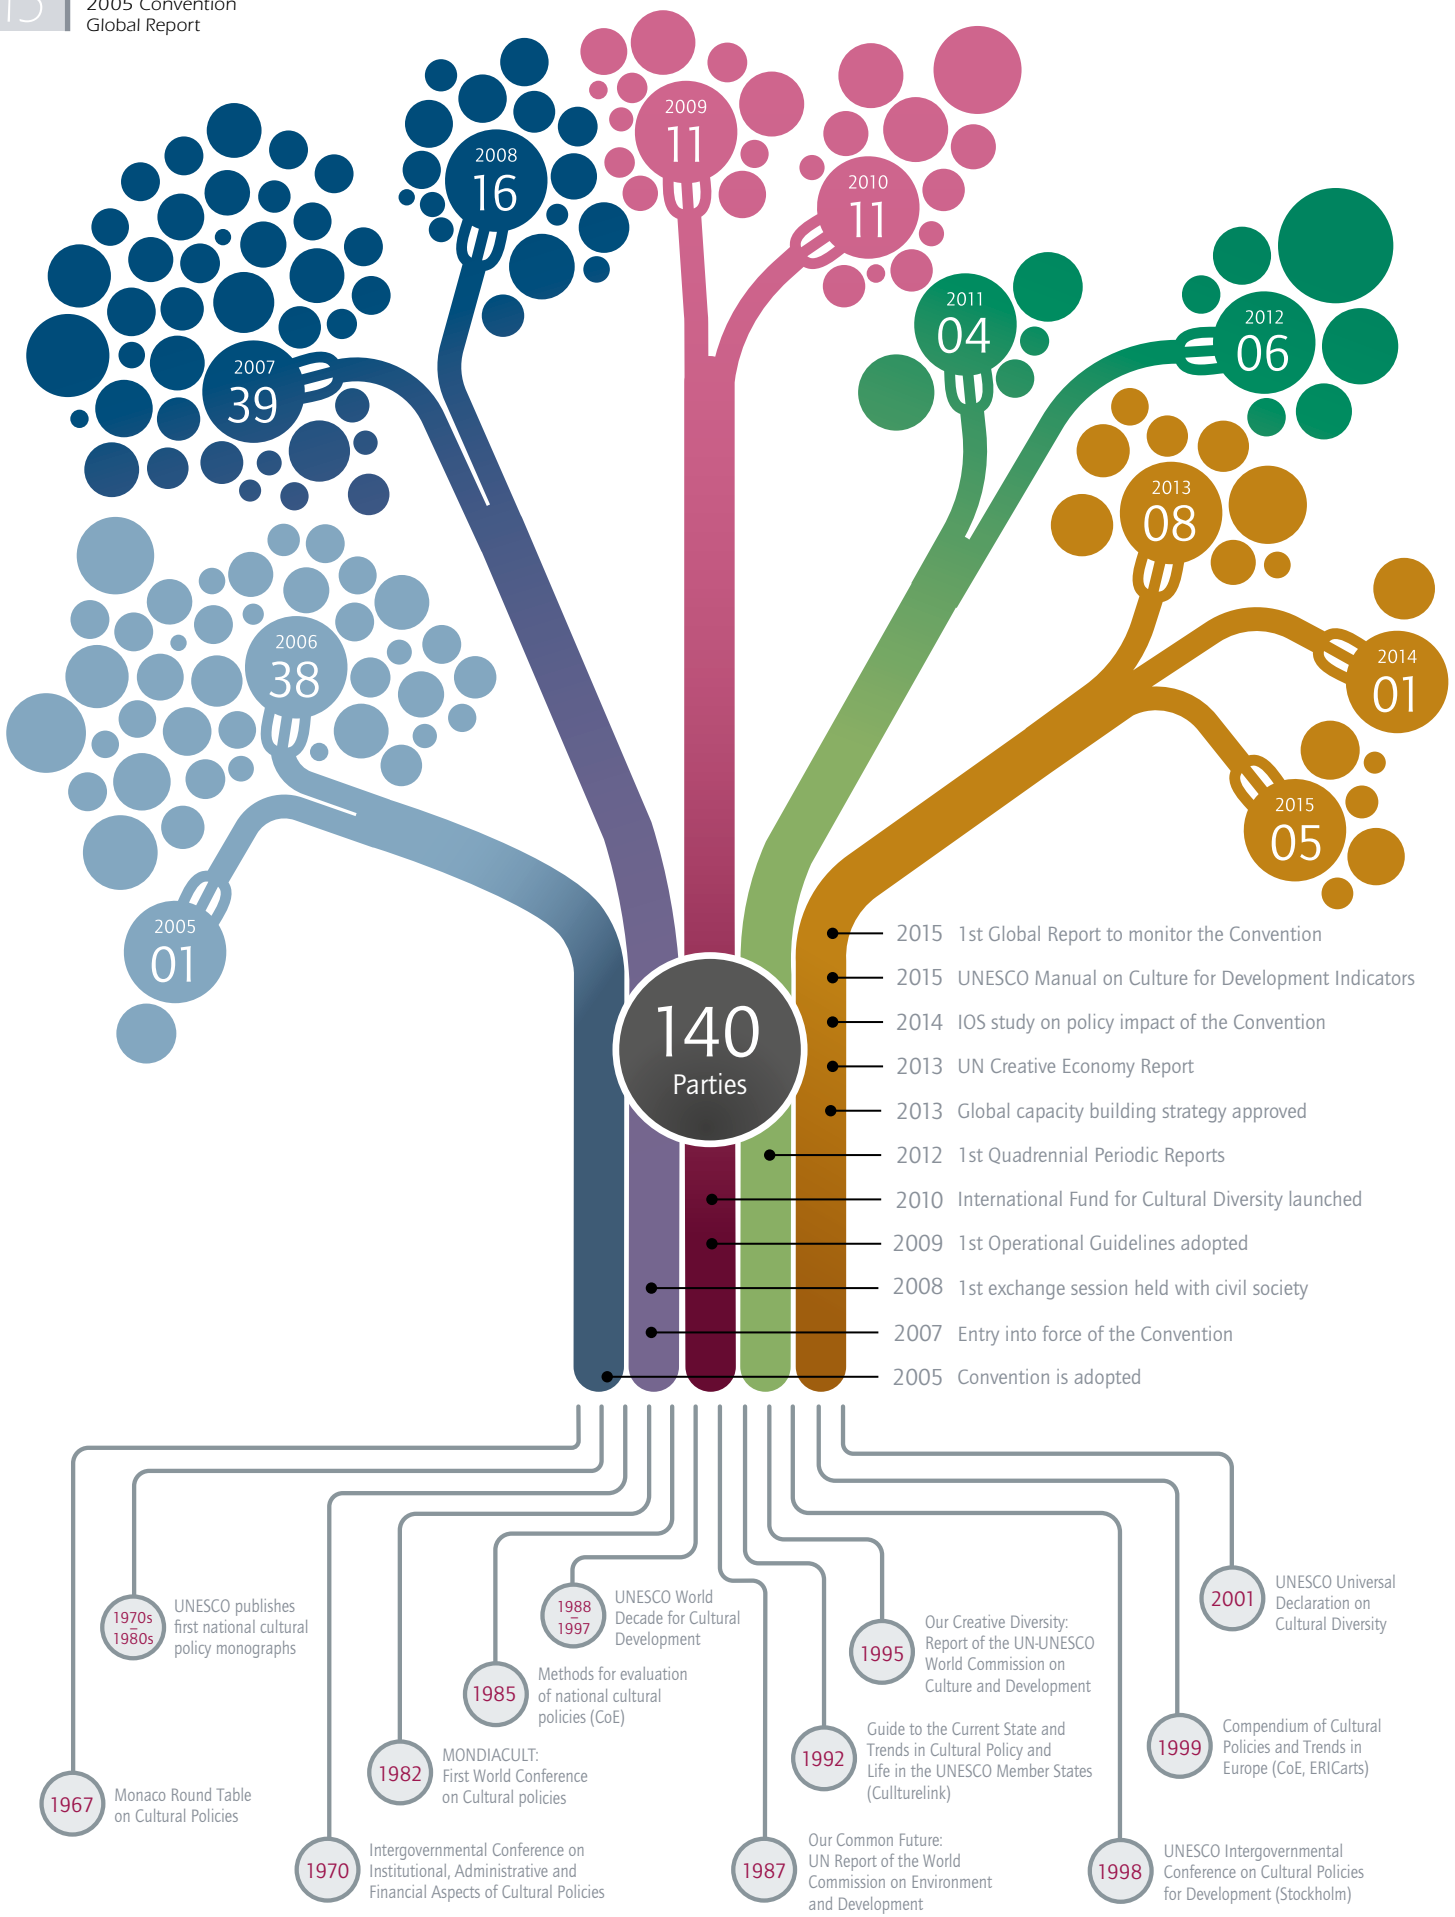 15
2005 Convention
Global Report
2009
11
2008
16
2010
11
2011
04
2012
06
2007
39
2013
08
2006
38
2014
01
2015
05
2005
01
140
Parties
2015 1st Global Report to monitor the Convention
2015 UNESCO Manual on Culture for Development Indicators
2014 IOS study on policy impact of the Convention
2013 UN Creative Economy Report
2013 Global capacity building strategy approved
2012 1st Quadrennial Periodic Reports
2010 International Fund for Cultural Diversity launched
2009 1st Operational Guidelines adopted
2008 1st exchange session held with civil society
2007 Entry into force of the Convention
2005 Convention is adopted
1970s
–
1980s
UNESCO publishes
first national cultural
policy monographs
1988
–
1997
UNESCO World
Decade for Cultural
Development
2001
UNESCO Universal
Declaration on
Cultural Diversity
1995
Our Creative Diversity:
Report of the UN-UNESCO
World Commission on
Culture and Development
1985
Methods for evaluation
of national cultural
policies (CoE)
1992
Guide to the Current State and
Trends in Cultural Policy and
Life in the UNESCO Member States
(Cullturelink)
1999
Compendium of Cultural
Policies and Trends in
Europe (CoE, ERICarts)
1982
MONDIACULT:
First World Conference
on Cultural policies
1967
Monaco Round Table
on Cultural Policies
1970
Intergovernmental Conference on
Institutional, Administrative and
Financial Aspects of Cultural Policies
1987
Our Common Future:
UN Report of the World
Commission on Environment
and Development
1998
UNESCO Intergovernmental
Conference on Cultural Policies
for Development (Stockholm)